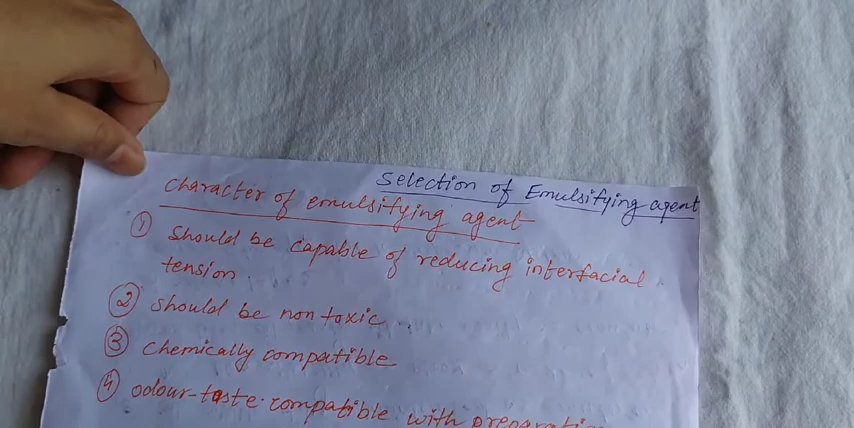 Selection of Emulsifying agent
Character of emulsifying agent
① Should be capable of reducing interfacial
tension.
② Should be non toxic
③ chemically compatible
④ odour-taste compatible with